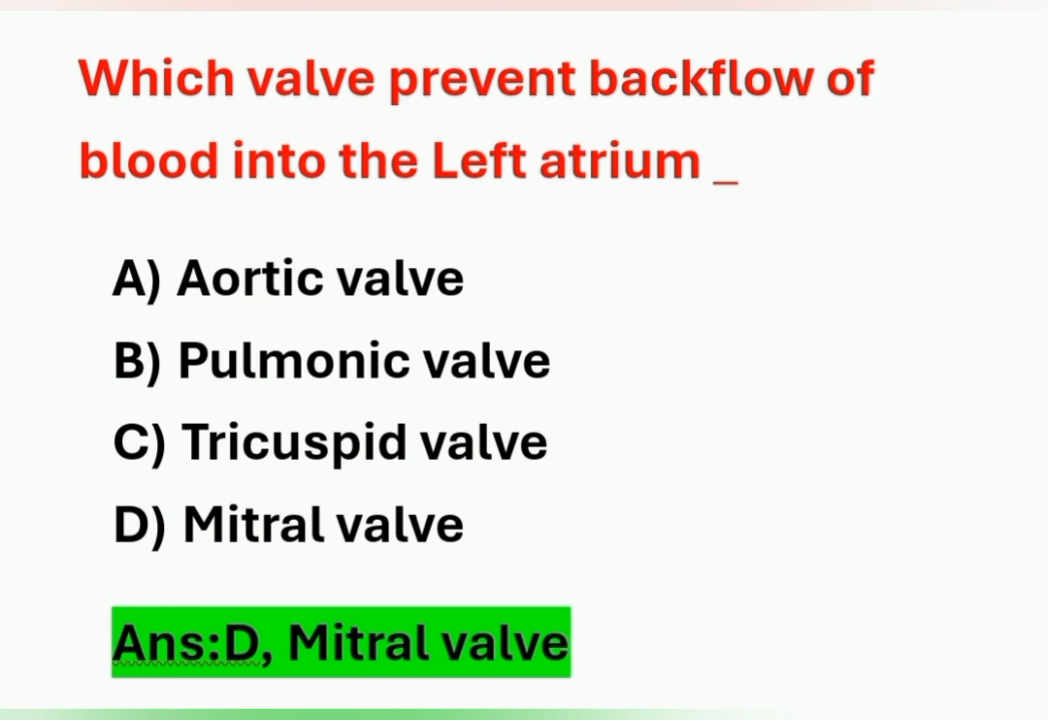 Which valve prevent backflow of
blood into the Left atrium _
A) Aortic valve
B) Pulmonic valve
C) Tricuspid valve
D) Mitral valve
Ans:D, Mitral valve